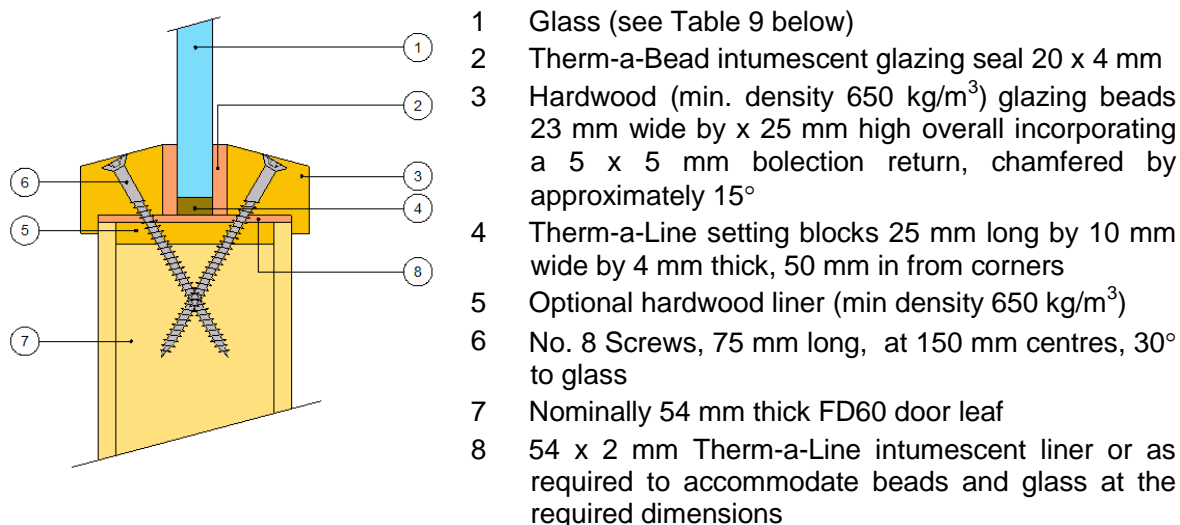 1 Glass (see Table 9 below)
2 Therm-a-Bead intumescent glazing seal 20 x 4 mm
3 Hardwood (min. density 650 kg/m³) glazing beads
23 mm wide by x 25 mm high overall incorporating
a 5 x 5 mm bolection return, chamfered by
approximately 15°
4 Therm-a-Line setting blocks 25 mm long by 10 mm
wide by 4 mm thick, 50 mm in from corners
5 Optional hardwood liner (min density 650 kg/m³)
6 No. 8 Screws, 75 mm long, at 150 mm centres, 30°
to glass
7 Nominally 54 mm thick FD60 door leaf
8 54 x 2 mm Therm-a-Line intumescent liner or as
required to accommodate beads and glass at the
required dimensions
1
2
3
6
4
5
8
7